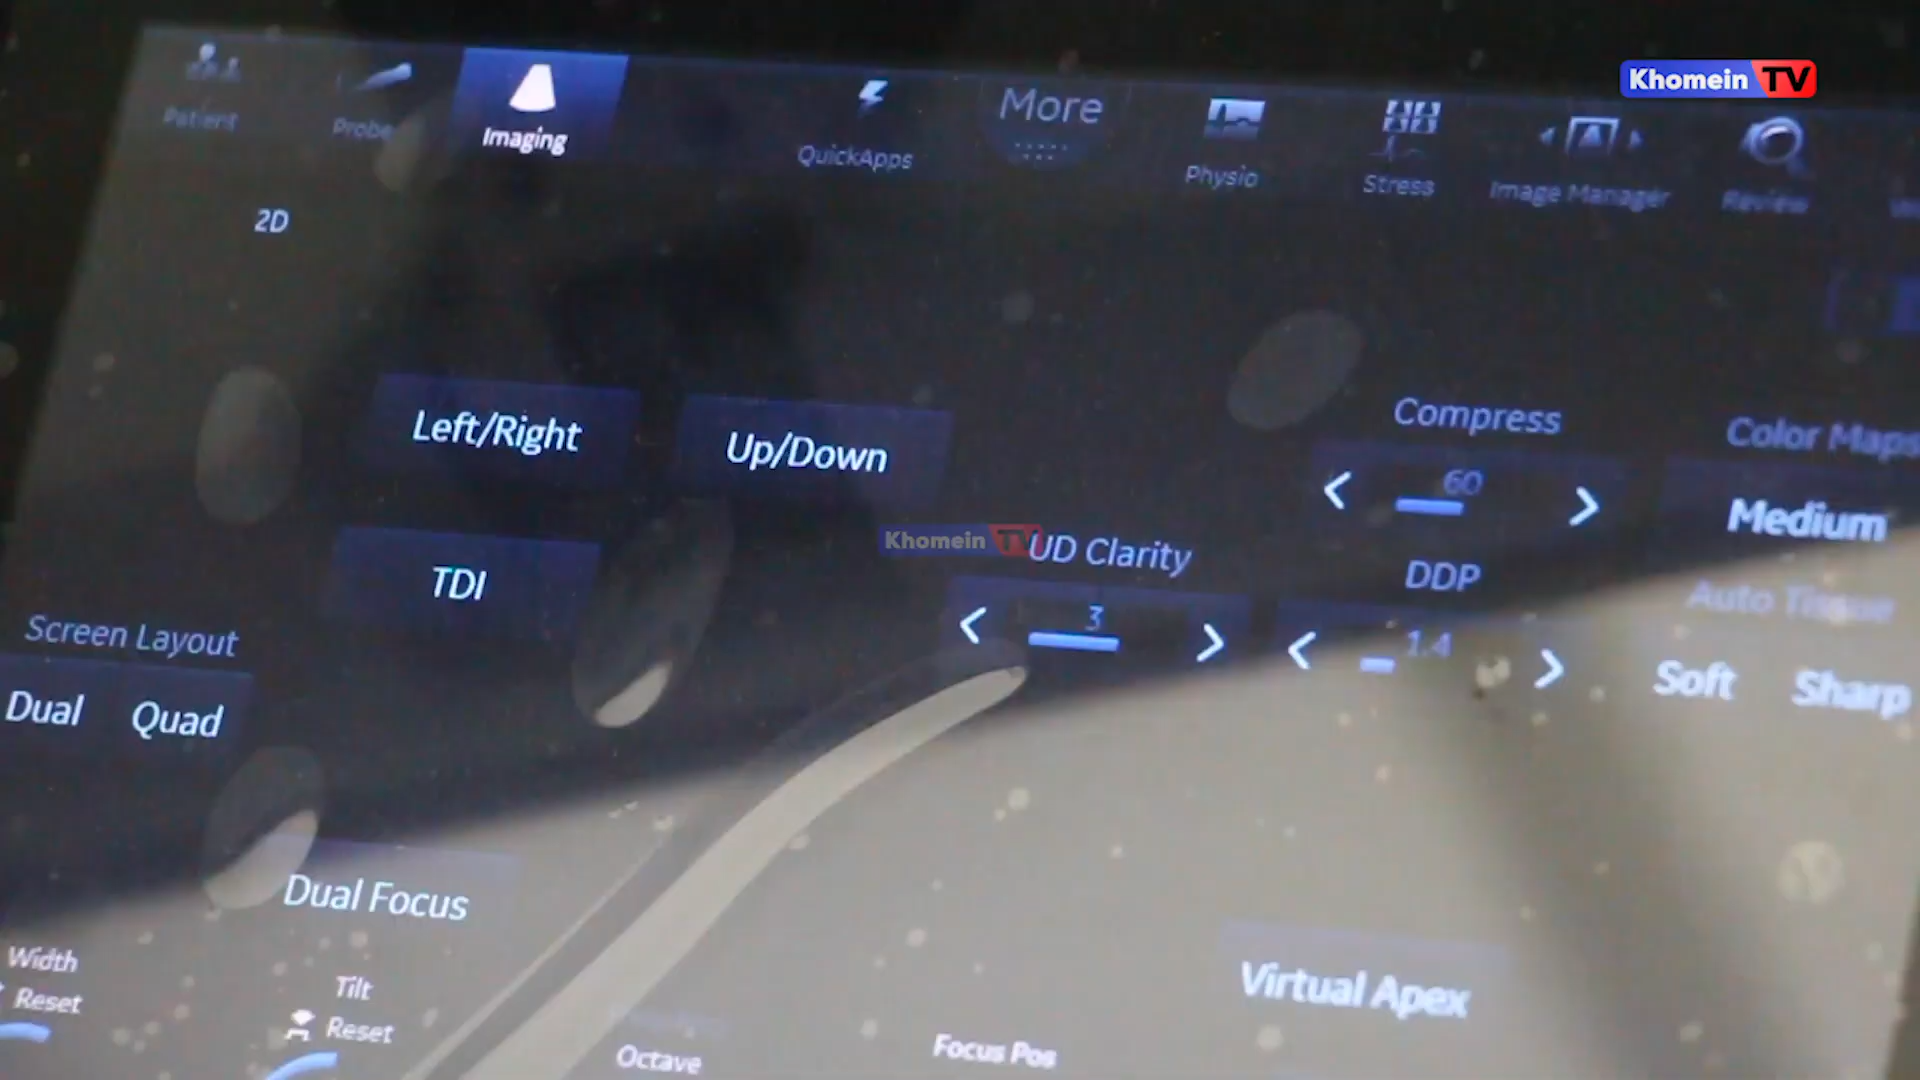 Khomein TV
Patient
Probe
Imaging
QuickApps
More
Physio
Stress
Image Manager
Review
2D
Left/Right
Up/Down
Compress
60
Color Maps
Medium
TDI
Khomein TV
UD Clarity
3
DDP
1.4
Auto Tissue
Soft
Sharp
Screen Layout
Dual
Quad
Dual Focus
Width
Reset
Tilt
Reset
Octave
Focus Pos
Virtual Apex